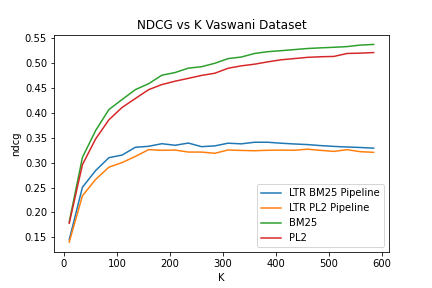 NDCG vs K Vaswani Dataset
0.55
0.50
0.45
0.40
0.35
0.30
0.25
0.20
0.15
ndcg
LTR BM25 Pipeline
LTR PL2 Pipeline
BM25
PL2
0 100 200 300 400 500 600
K